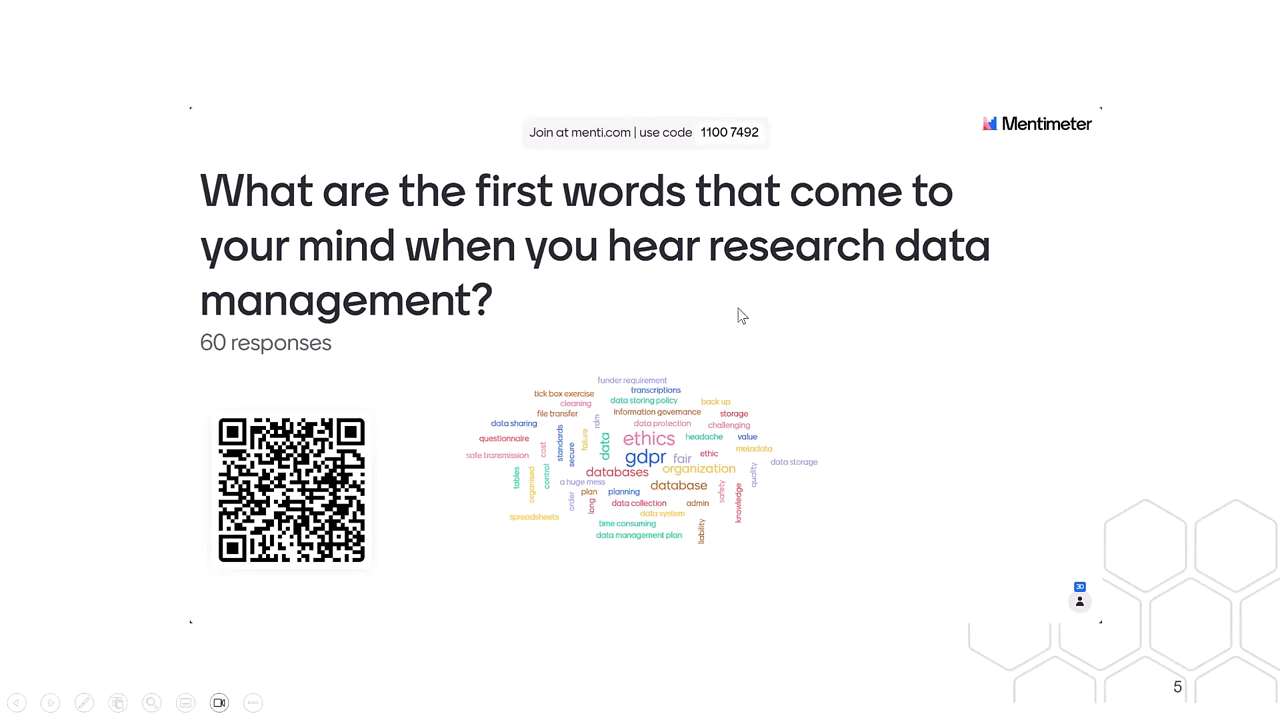 Join at menti.com | use code 1100 7492
Mentimeter
What are the first words that come to
your mind when you hear research data
management?
60 responses
funder requirement
tick box exercise
transcriptions
cleaning
data storing policy
back up
file transfer
rdm
information governance
storage
data sharing
standards
failure
data protection
challenging
questionnaire
cost
secure
data
ethics
headache
value
safe transmission
gdpr
fair
ethic
metadata
tables
organised
control
databases
organization
quality
data storage
a huge mess
order
plan
planning
database
safety
knowledge
long
data collection
admin
spreadsheets
data system
time consuming
liability
data management plan
30
5